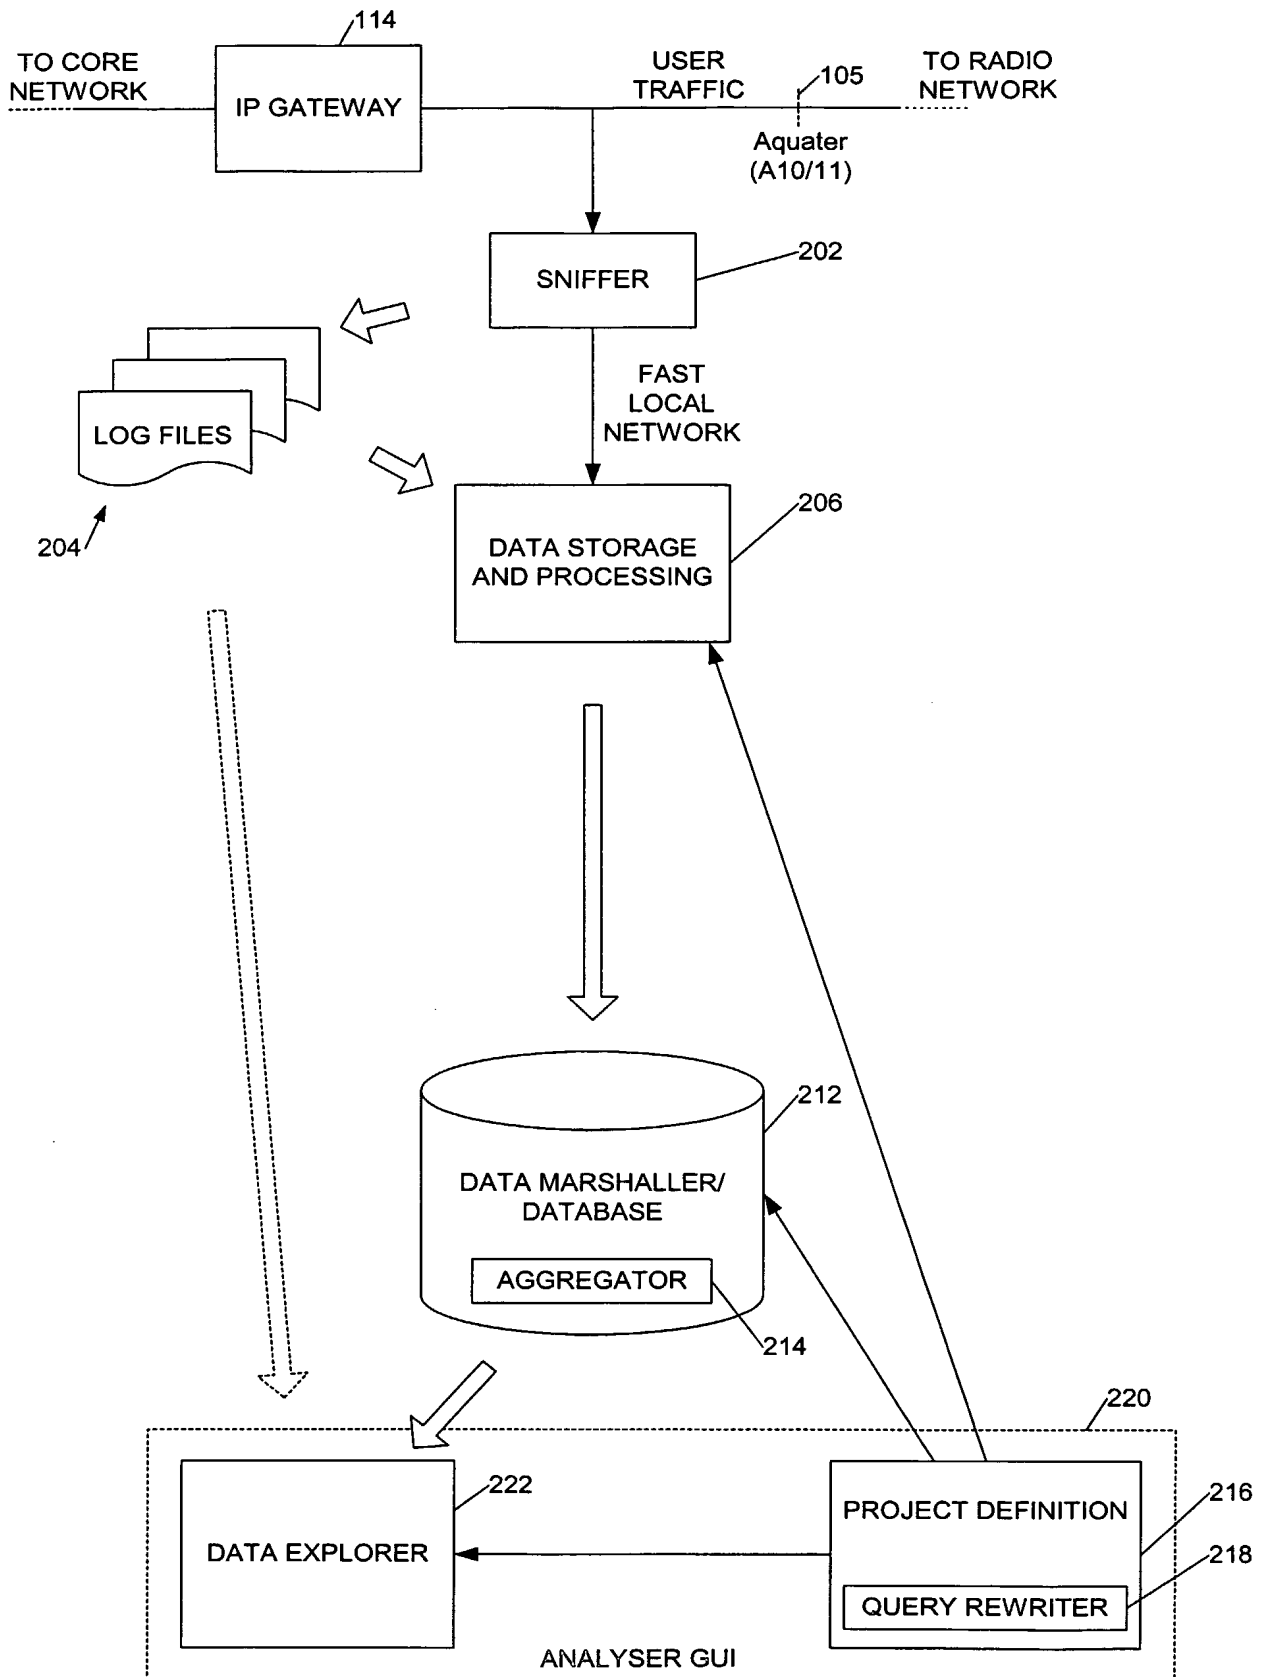 114
TO CORE
NETWORK
IP GATEWAY
USER
TRAFFIC
105
TO RADIO
NETWORK
Aquater
(A10/11)
SNIFFER
202
FAST
LOCAL
NETWORK
LOG FILES
204
206
DATA STORAGE
AND PROCESSING
212
DATA MARSHALLER/
DATABASE
AGGREGATOR
214
220
222
DATA EXPLORER
PROJECT DEFINITION
216
QUERY REWRITER
218
ANALYSER GUI